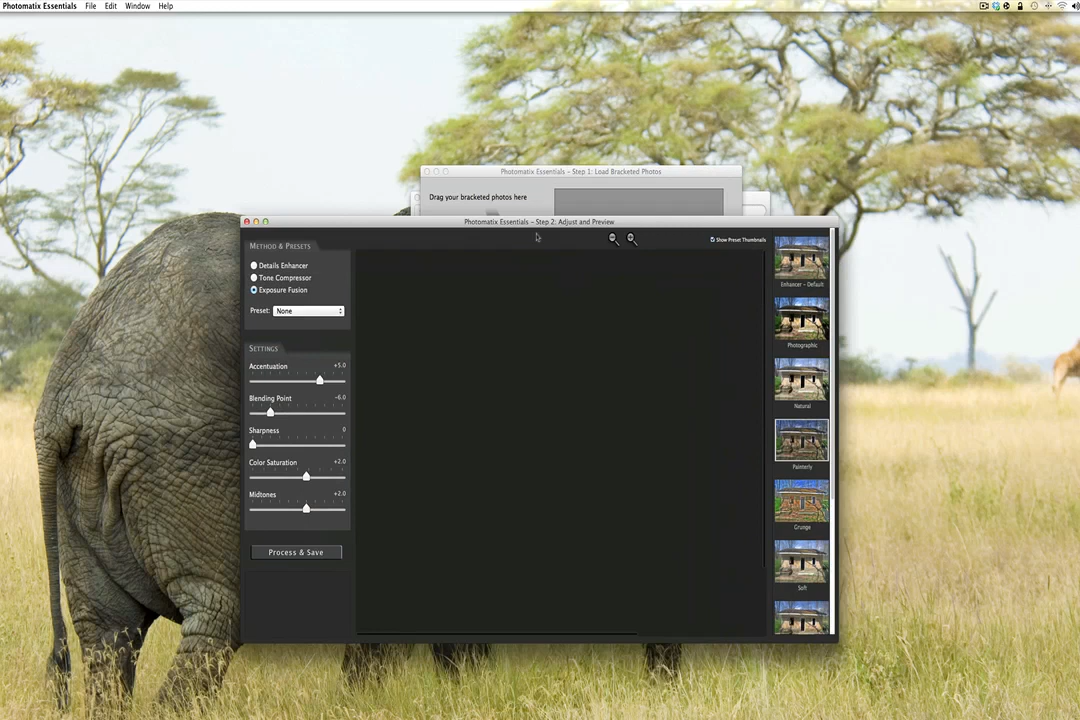 Photomatix Essentials File Edit Window Help
Photomatix Essentials - Step 1: Load Bracketed Photos
Drag your bracketed photos here
Photomatix Essentials - Step 2: Adjust and Preview
Show Preset Thumbnails
METHOD & PRESETS
Details Enhancer
Tone Compressor
Exposure Fusion
Preset: None
SETTINGS
Accentuation +5.0
Blending Point -6.0
Sharpness 0
Color Saturation +2.0
Midtones +2.0
Process & Save
Enhancer - Default
Photographic
Natural
Painterly
Grunge
Soft